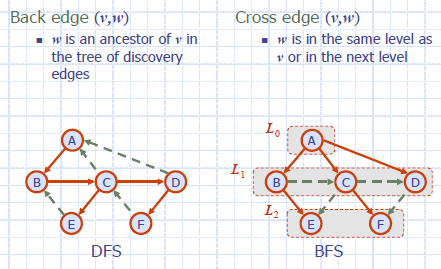 Back edge (v,w)
w is an ancestor of v in
the tree of discovery
edges
Cross edge (v,w)
w is in the same level as
v or in the next level
A
B
C
D
E
F
DFS
L0
A
L1
B
C
D
L2
E
F
BFS